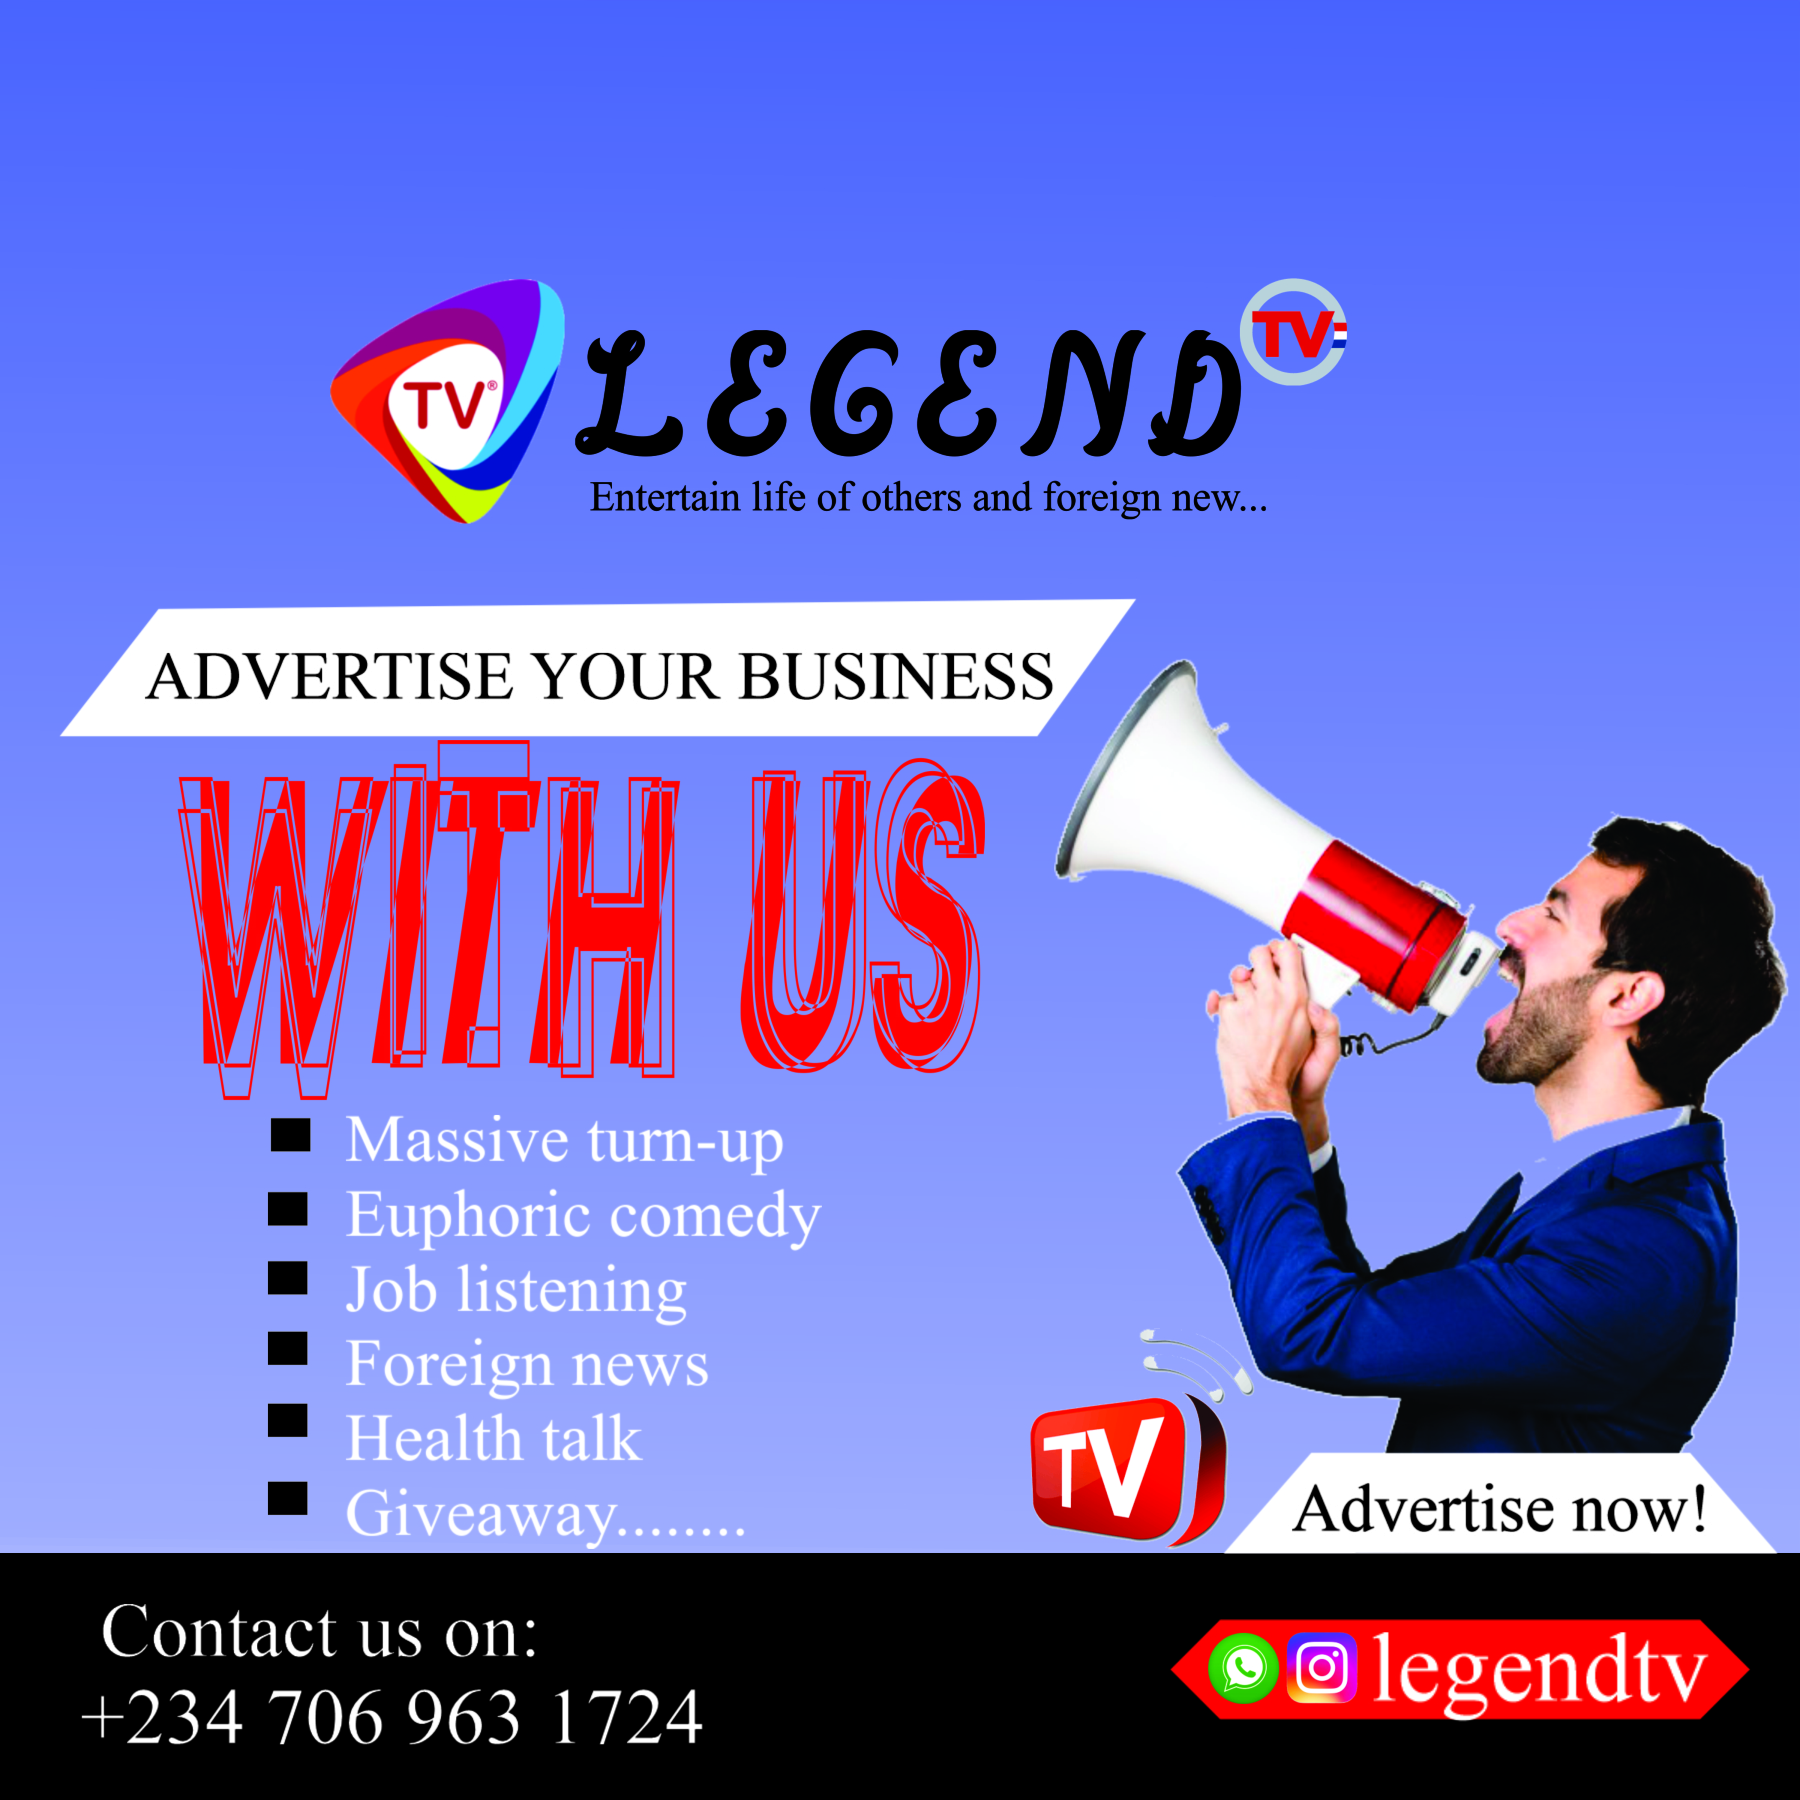 TV®
LEGEND
TV
Entertain life of others and foreign new...
ADVERTISE YOUR BUSINESS
WITH US
Massive turn-up
Euphoric comedy
Job listening
Foreign news
Health talk
Giveaway........
TV
Advertise now!
Contact us on:
+234 706 963 1724
legendtv